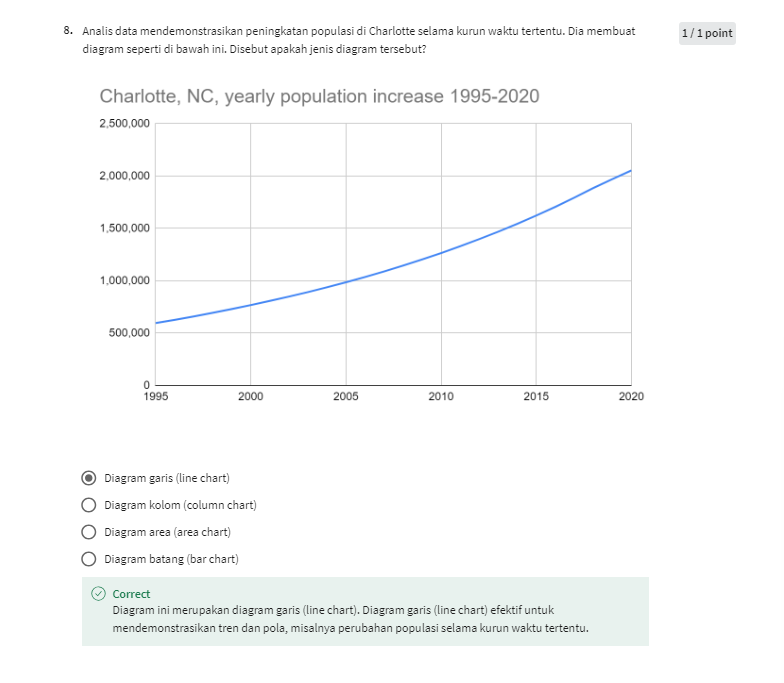 8. Analis data mendemonstrasikan peningkatan populasi di Charlotte selama kurun waktu tertentu. Dia membuat
diagram seperti di bawah ini. Disebut apakah jenis diagram tersebut?
1 / 1 point
Charlotte, NC, yearly population increase 1995-2020
2,500,000
2,000,000
1,500,000
1,000,000
500,000
0
1995 2000 2005 2010 2015 2020
Diagram garis (line chart)
Diagram kolom (column chart)
Diagram area (area chart)
Diagram batang (bar chart)
Correct
Diagram ini merupakan diagram garis (line chart). Diagram garis (line chart) efektif untuk
mendemonstrasikan tren dan pola, misalnya perubahan populasi selama kurun waktu tertentu.